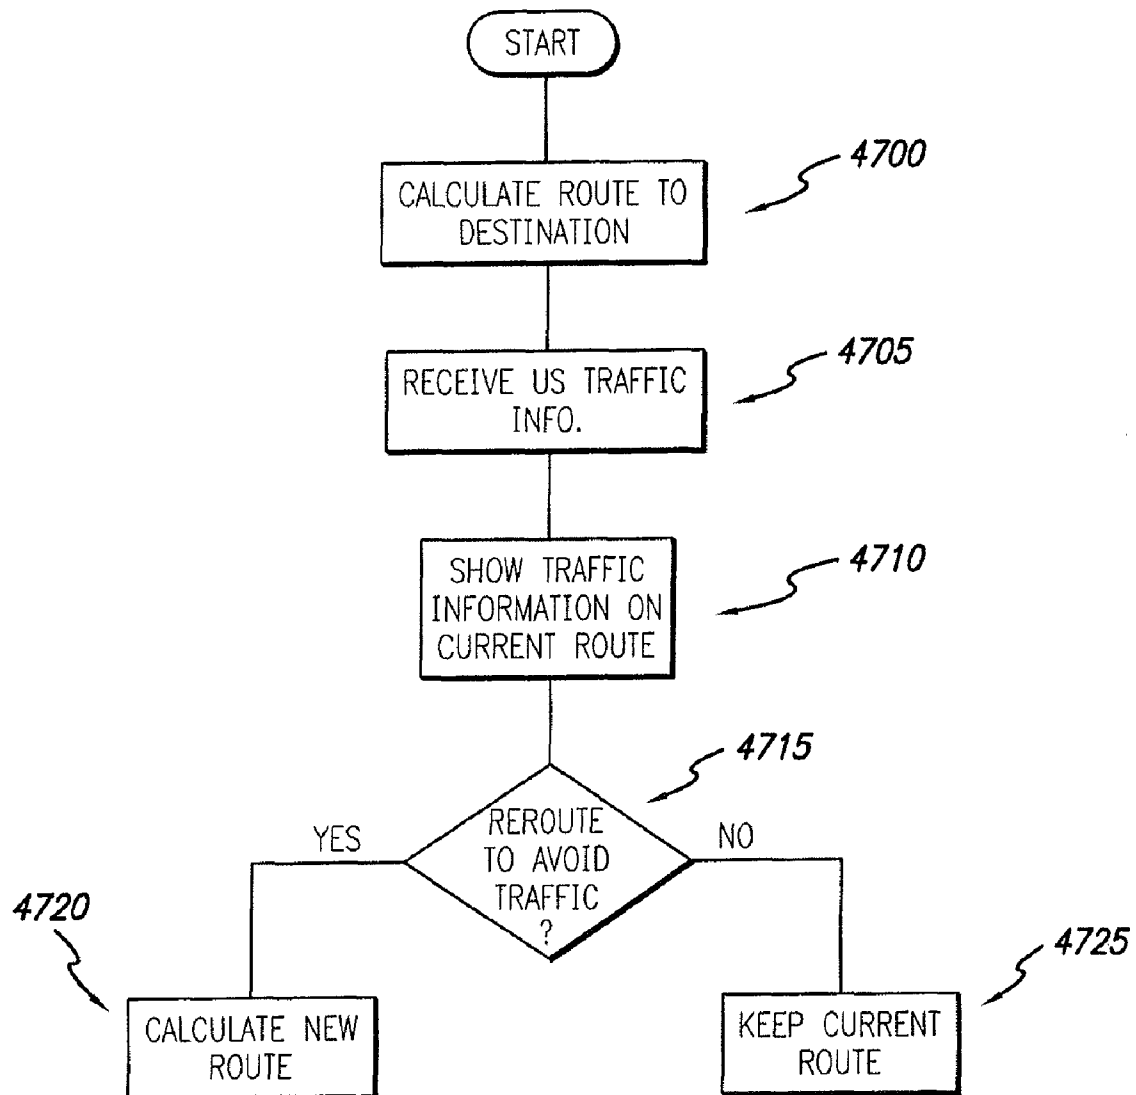 START
4700
CALCULATE ROUTE TO
DESTINATION
4705
RECEIVE US TRAFFIC
INFO.
4710
SHOW TRAFFIC
INFORMATION ON
CURRENT ROUTE
4715
REROUTE
TO AVOID
TRAFFIC
?
YES
NO
4720
CALCULATE NEW
ROUTE
4725
KEEP CURRENT
ROUTE